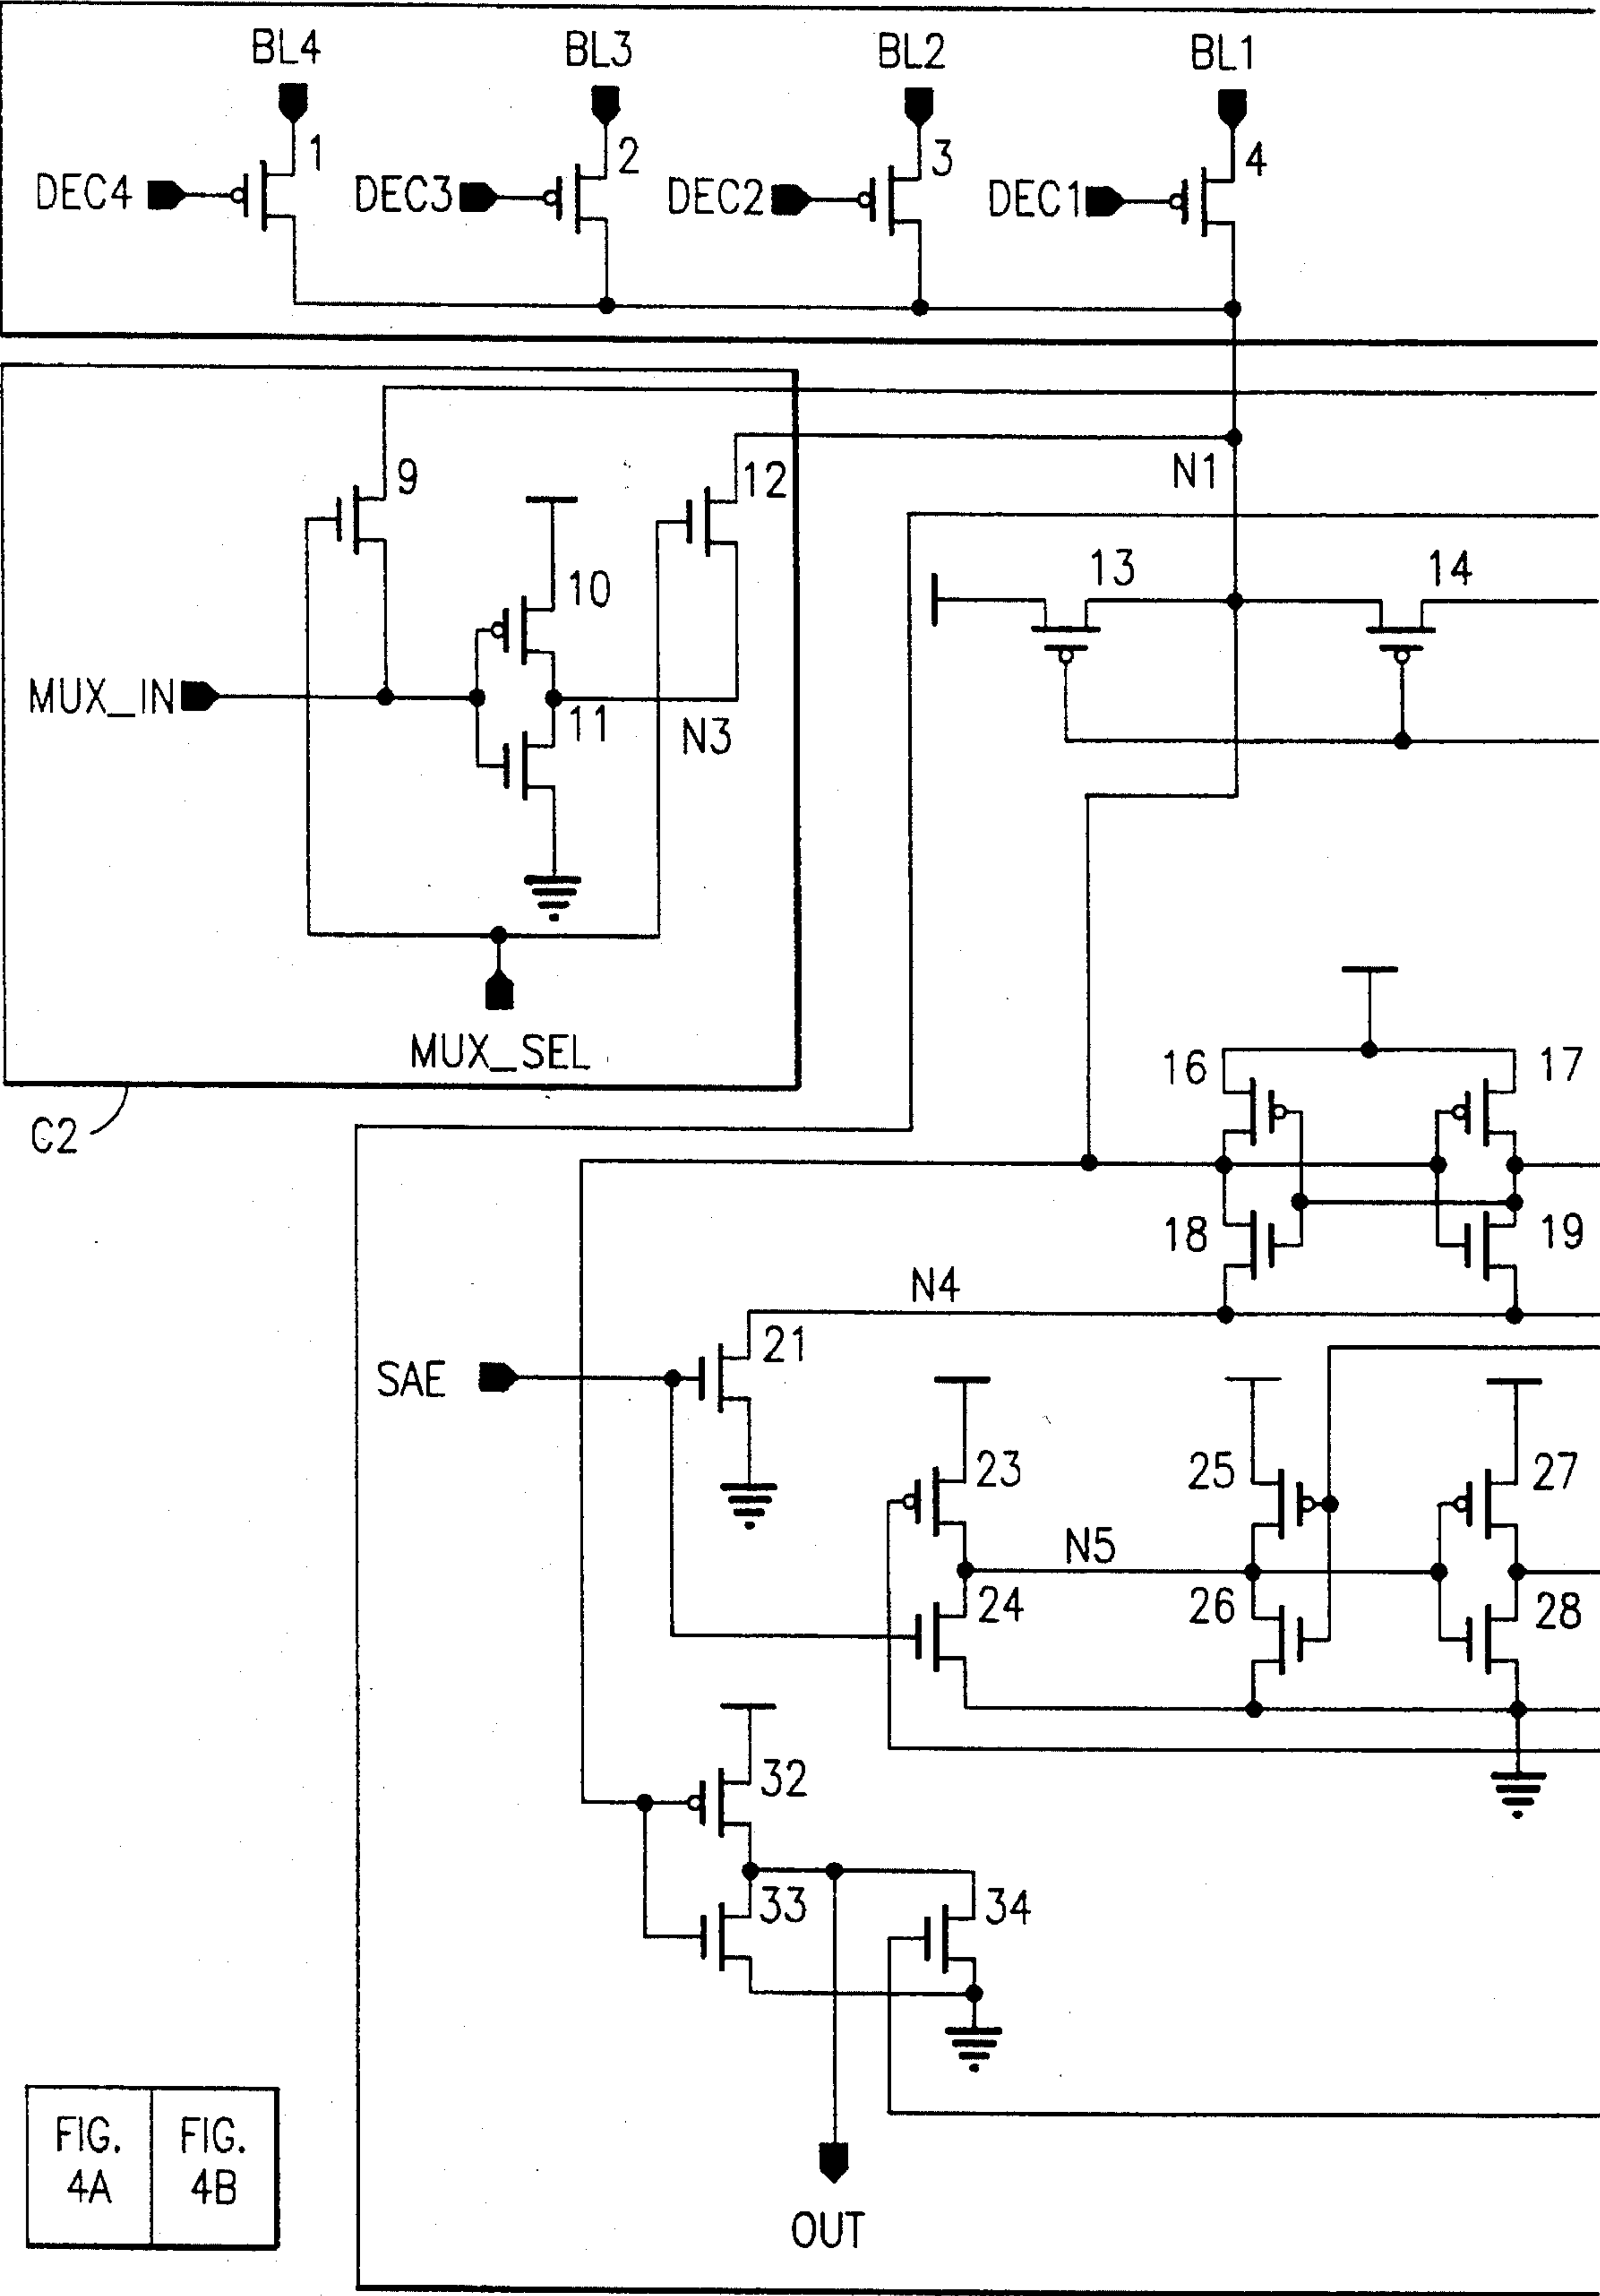 BL4 BL3 BL2 BL1
1 2 3 4
DEC4 DEC3 DEC2 DEC1
9 12 N1
10 13 14
MUX_IN 11 N3
MUX_SEL
C2
16 17
18 19
N4
SAE 21
23 25 27
N5
24 26 28
32
33 34
FIG. 4A
FIG. 4B
OUT